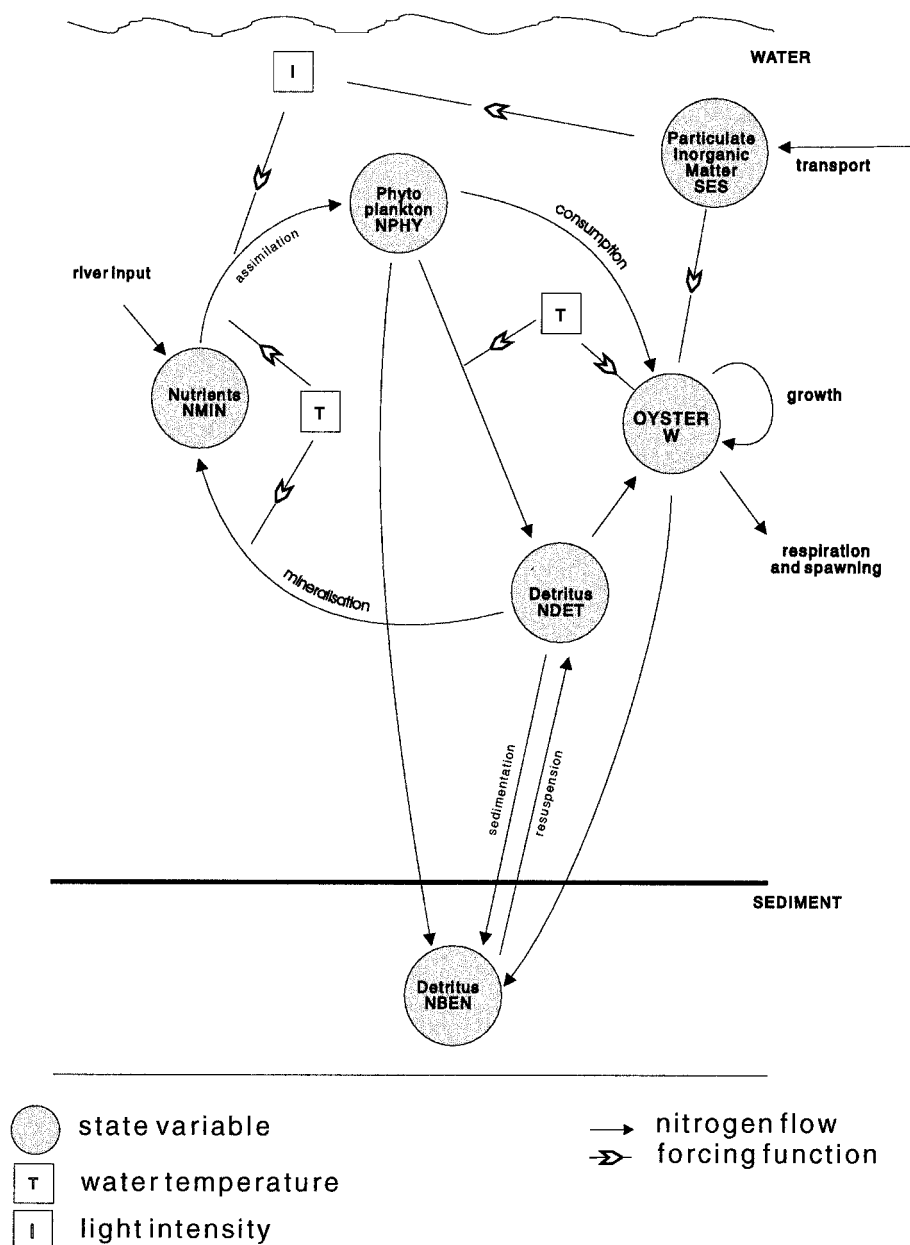 WATER
I
Particulate
Inorganic
Matter
SES
transport
Phyto
plankton
NPHY
consumption
assimilation
river input
T
Nutrients
NMIN
T
OYSTER
W
growth
respiration
and spawning
Detritus
NDET
mineralisation
sedimentation
resuspension
SEDIMENT
Detritus
NBEN
state variable
nitrogen flow
forcing function
T
water temperature
I
light intensity